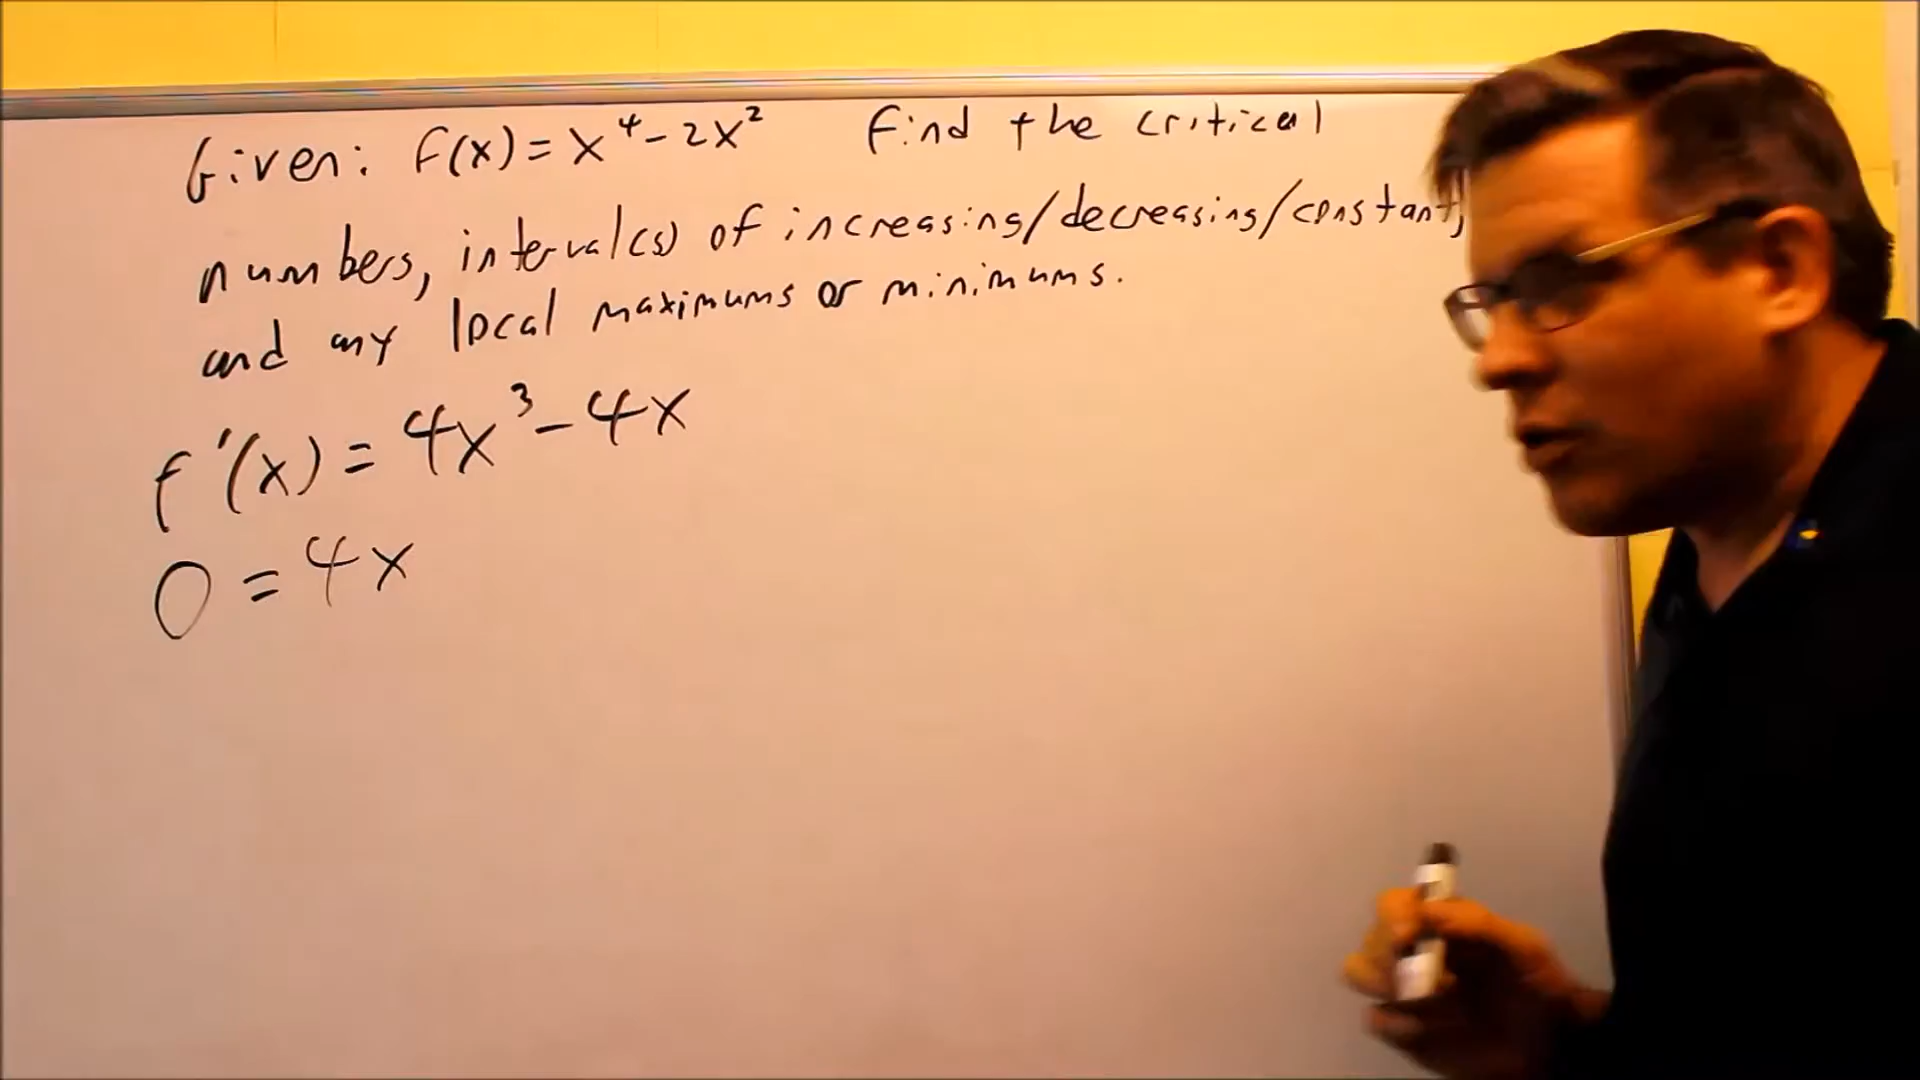 Given: f(x) = x⁴ - 2x² Find the critical
numbers, interval(s) of increasing/decreasing/constant,
and any local maximums or minimums.
f'(x) = 4x³ - 4x
0 = 4x